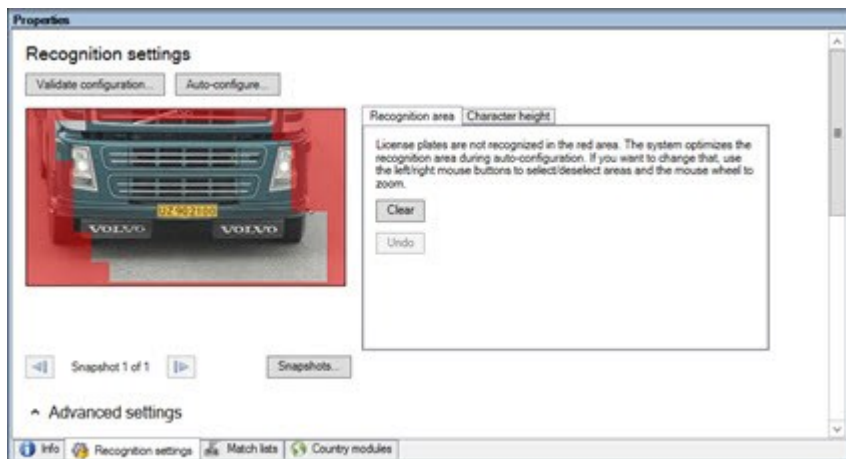 Properties
Recognition settings
Validate configuration...
Auto-configure...
Recognition area
Character height
License plates are not recognized in the red area. The system optimizes the
recognition area during auto-configuration. If you want to change that, use
the left/right mouse buttons to select/deselect areas and the mouse wheel to
zoom.
Clear
Undo
UZ 902100
VOLVO
VOLVO
Snapshot 1 of 1
Snapshots...
Advanced settings
Info
Recognition settings
Match lists
Country modules